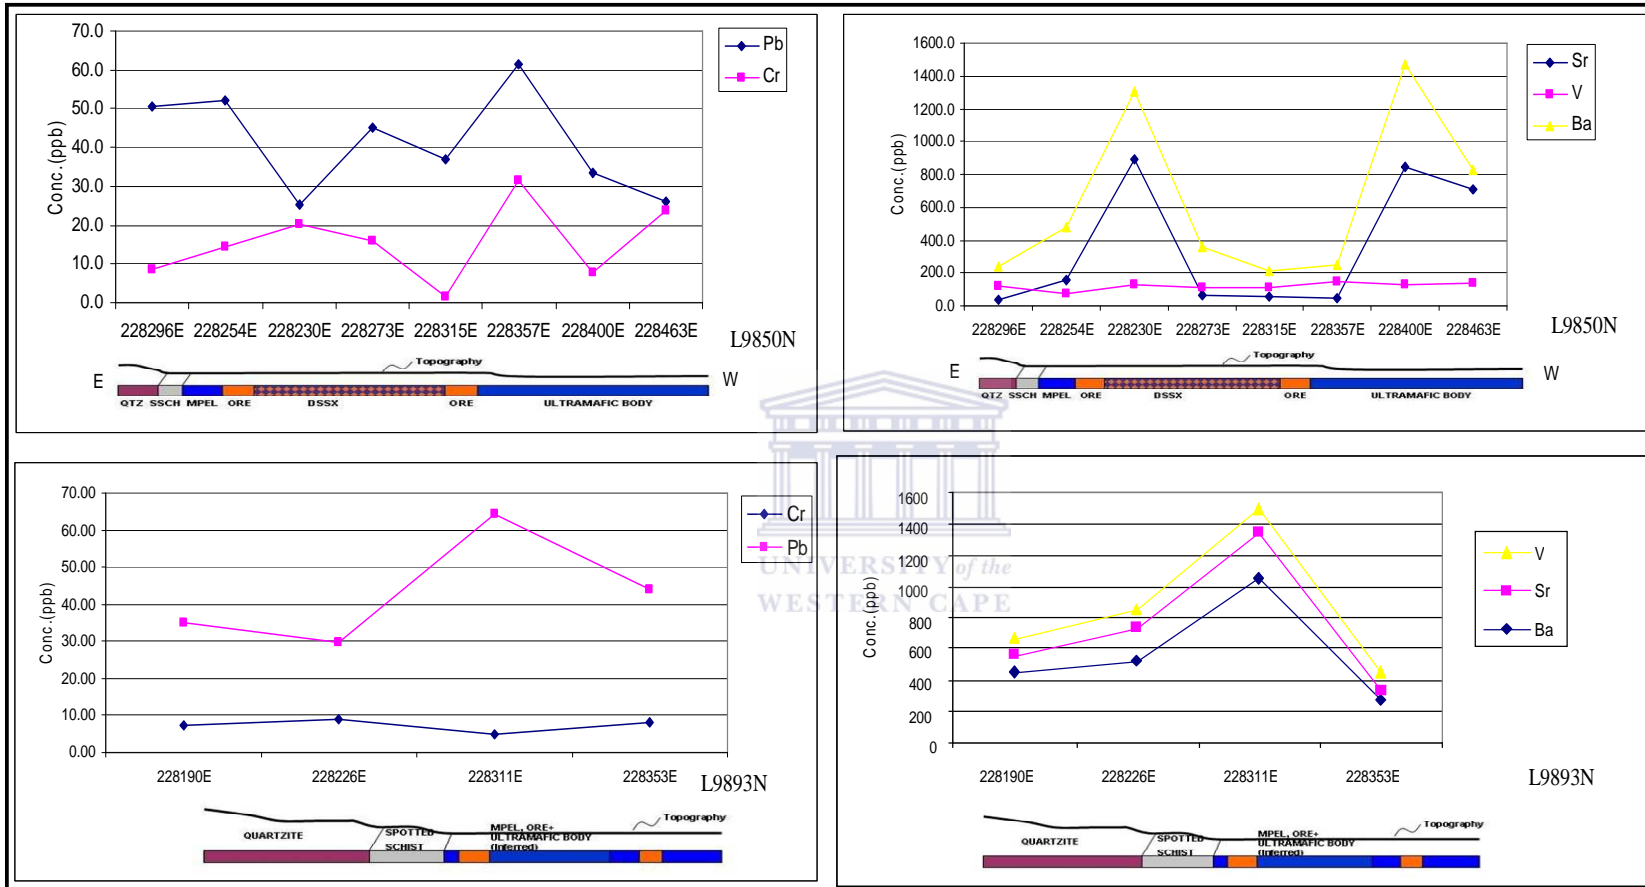 70.0
60.0
50.0
40.0
30.0
20.0
10.0
0.0
Conc.(ppb)
Pb
Cr
228296E 228254E 228230E 228273E 228315E 228357E 228400E 228463E
L9850N
Topography
E
W
QTZ SSCH MPEL ORE DSSX ORE ULTRAMAFIC BODY
1600.0
1400.0
1200.0
1000.0
800.0
600.0
400.0
200.0
0.0
Conc.(ppb)
Sr
V
Ba
228296E 228254E 228230E 228273E 228315E 228357E 228400E 228463E
L9850N
Topography
E
W
QTZ SSCH MPEL ORE DSSX ORE ULTRAMAFIC BODY
UNIVERSITY of the
WESTERN CAPE
70.00
60.00
50.00
40.00
30.00
20.00
10.00
0.00
Conc.(ppb)
Cr
Pb
228190E 228226E 228311E 228353E
L9893N
Topography
QUARTZITE
SPOTTED
SCHIST
MPEL, ORE+
ULTRAMAFIC BODY
(Inferred)
1600
1400
1200
1000
800
600
400
200
0
Conc.(ppb)
V
Sr
Ba
228190E 228226E 228311E 228353E
L9893N
Topography
QUARTZITE
SPOTTED
SCHIST
MPEL, ORE+
ULTRAMAFIC BODY
(Inferred)